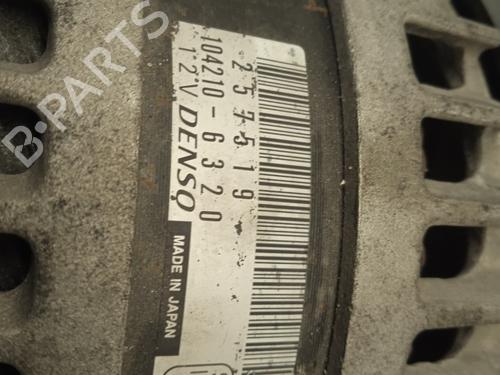 257519
104210-6320
12V DENSO
MADE IN JAPAN
B-PARTS